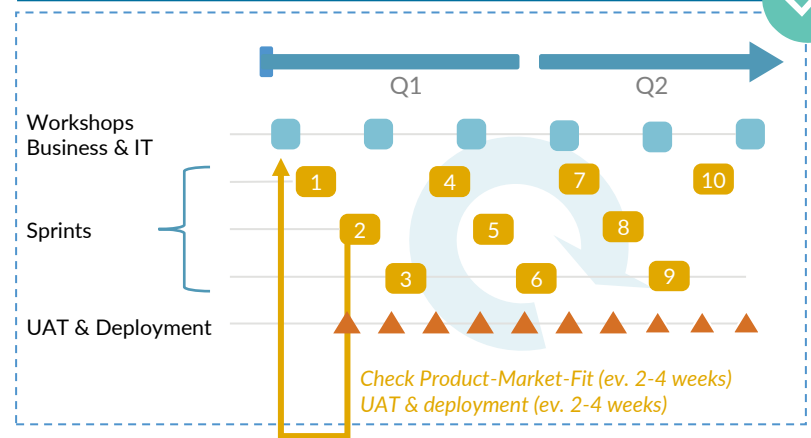 Q1
Q2
Workshops
Business & IT
1
4
7
10
Sprints
2
5
8
3
6
9
UAT & Deployment
Check Product-Market-Fit (ev. 2-4 weeks)
UAT & deployment (ev. 2-4 weeks)